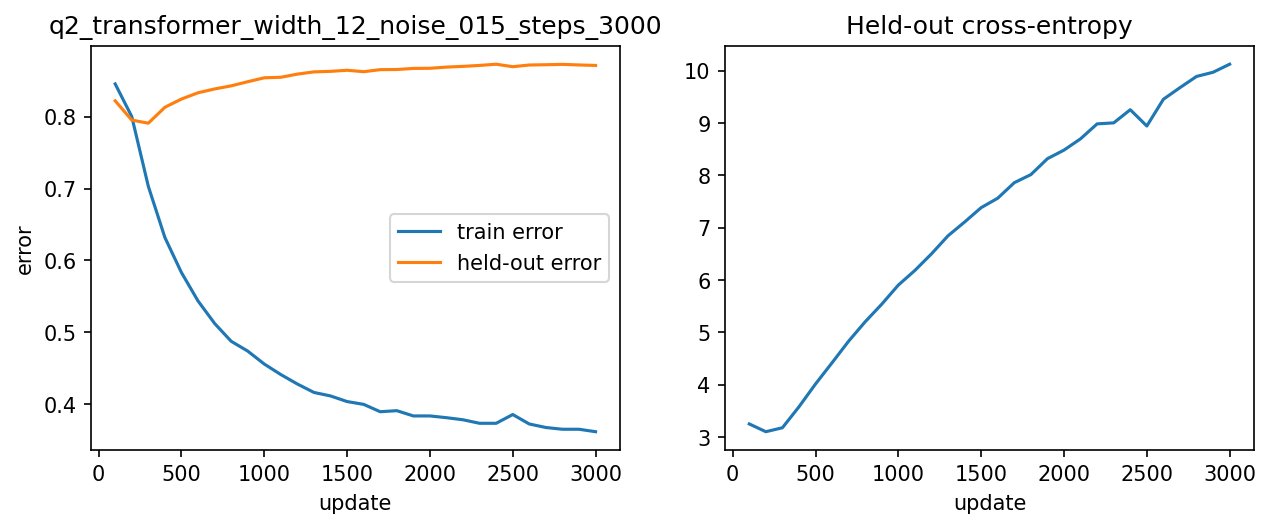 q2_transformer_width_12_noise_015_steps_3000
error
0.8
0.7
0.6
0.5
0.4
train error
held-out error
0 500 1000 1500 2000 2500 3000
update
Held-out cross-entropy
10
9
8
7
6
5
4
3
0 500 1000 1500 2000 2500 3000
update